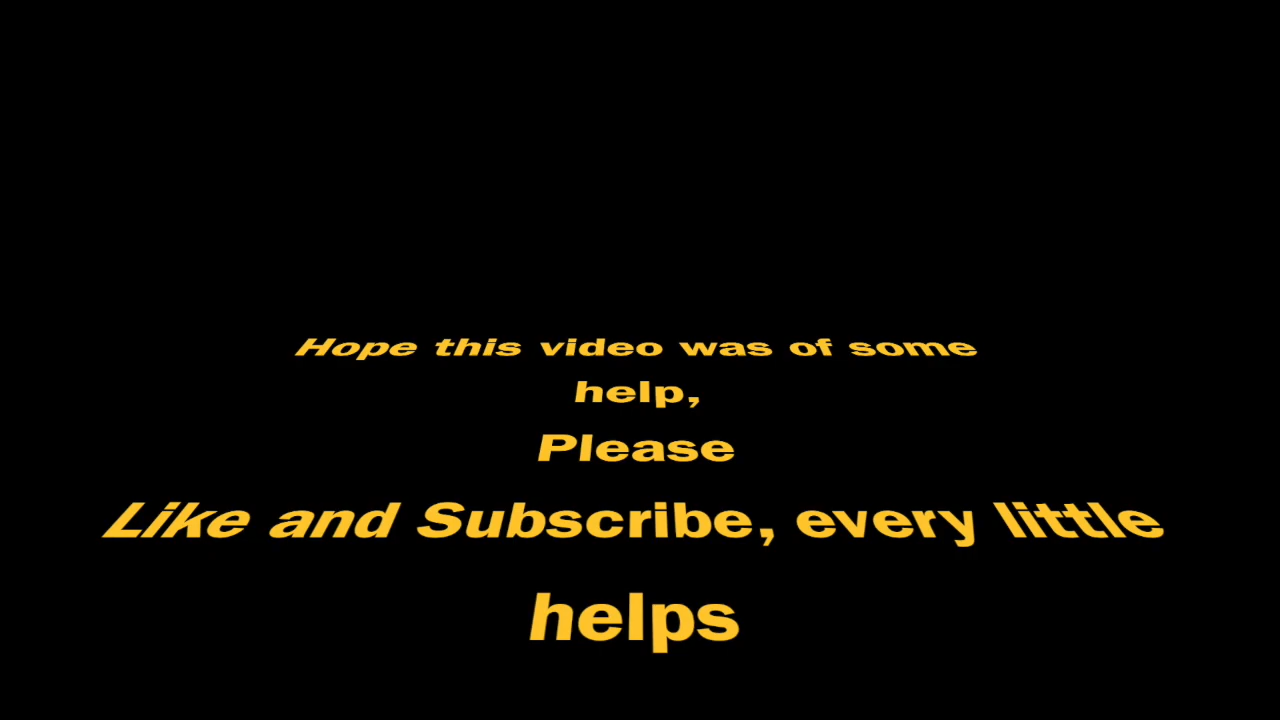 Hope this video was of some
help,
Please
Like and Subscribe, every little
helps